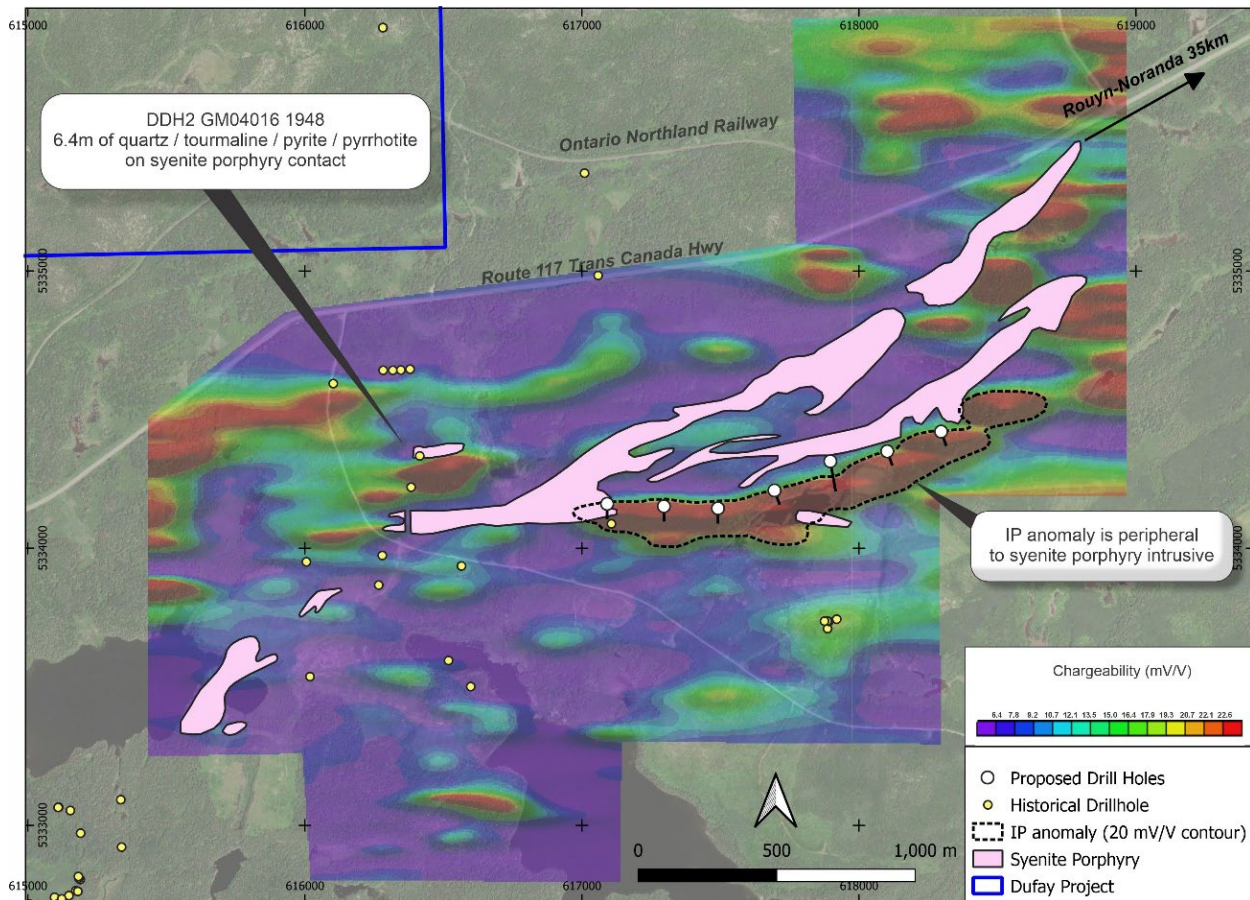 615000
616000
617000
618000
619000
Rouyn-Noranda 35km
DDH2 GM04016 1948
6.4m of quartz / tourmaline / pyrite / pyrrhotite
on syenite porphyry contact
Ontario Northland Railway
Route 117 Trans Canada Hwy
5335000
5335000
5334000
5334000
IP anomaly is peripheral
to syenite porphyry intrusive
Chargeability (mV/V)
5.4 7.8 9.2 10.7 12.1 13.5 15.0 16.4 17.9 19.3 20.7 22.1 22.6
Proposed Drill Holes
Historical Drillhole
IP anomaly (20 mV/V contour)
Syenite Porphyry
Dufay Project
5333000
0 500 1,000 m
615000
616000
617000
618000